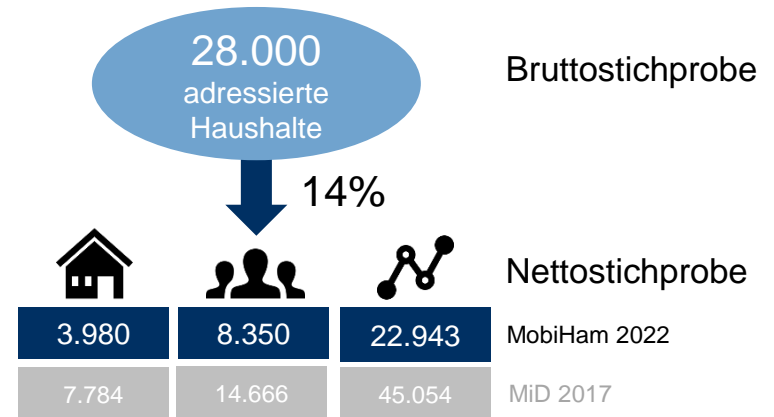 28.000
adressierte
Haushalte
Bruttostichprobe
14%
Nettostichprobe
3.980 8.350 22.943 MobiHam 2022
7.784 14.666 45.054 MiD 2017